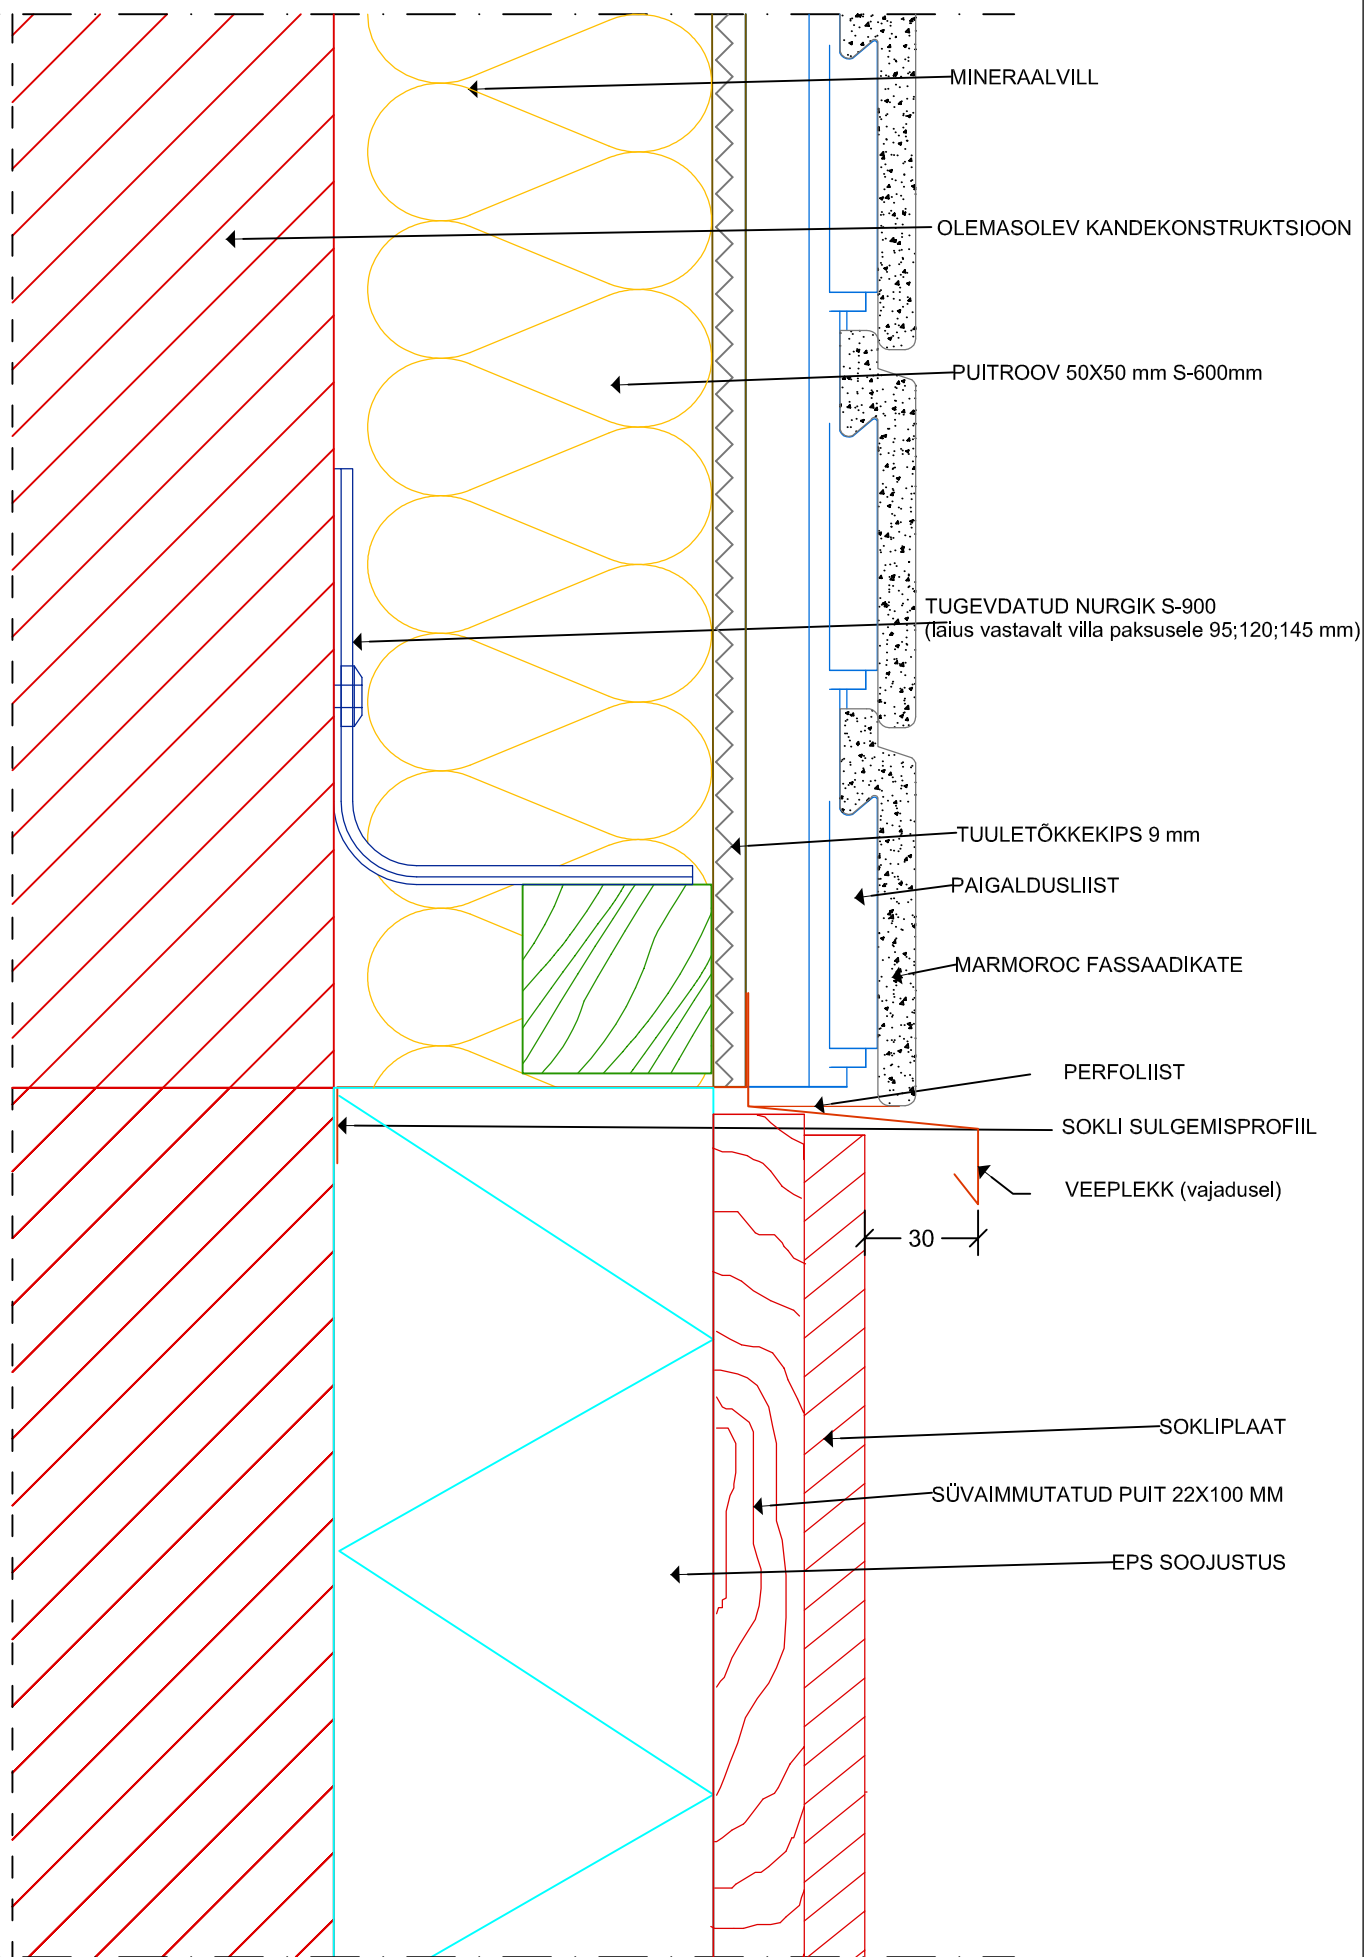 MINERAALVILL
OLEMASOLEV KANDEKONSTRUKTSIOON
PUITROOV 50X50 mm S-600mm
TUGEVDATUD NURGIK S-900
(laius vastavalt villa paksusele 95;120;145 mm)
TUULETÕKKEKIPS 9 mm
PAIGALDUSLIIST
MARMOROC FASSAADIKATE
PERFOLIIST
SOKLI SULGEMISPROFIIL
VEEPLEKK (vajadusel)
30
SOKLIPLAAT
SÜVAIMMUTATUD PUIT 22X100 MM
EPS SOOJUSTUS